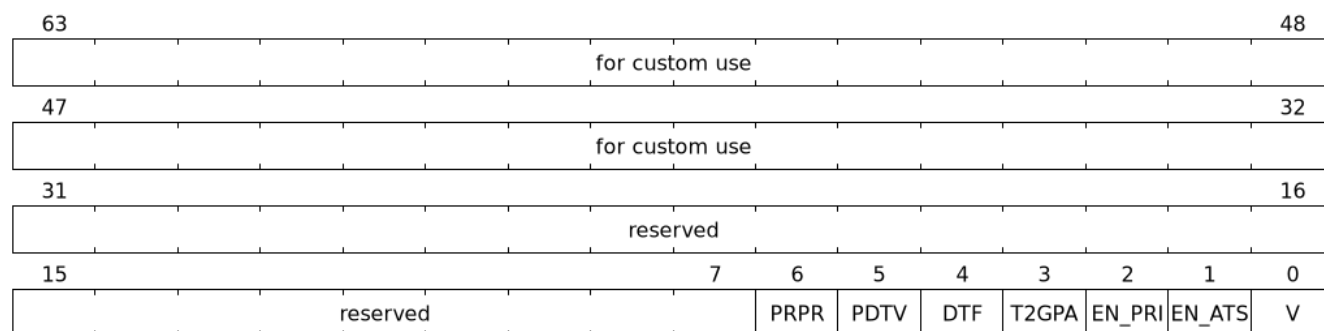 63 48
for custom use
47 32
for custom use
31 16
reserved
15 7 6 5 4 3 2 1 0
reserved PRPR PDTV DTF T2GPA EN_PRI EN_ATS V